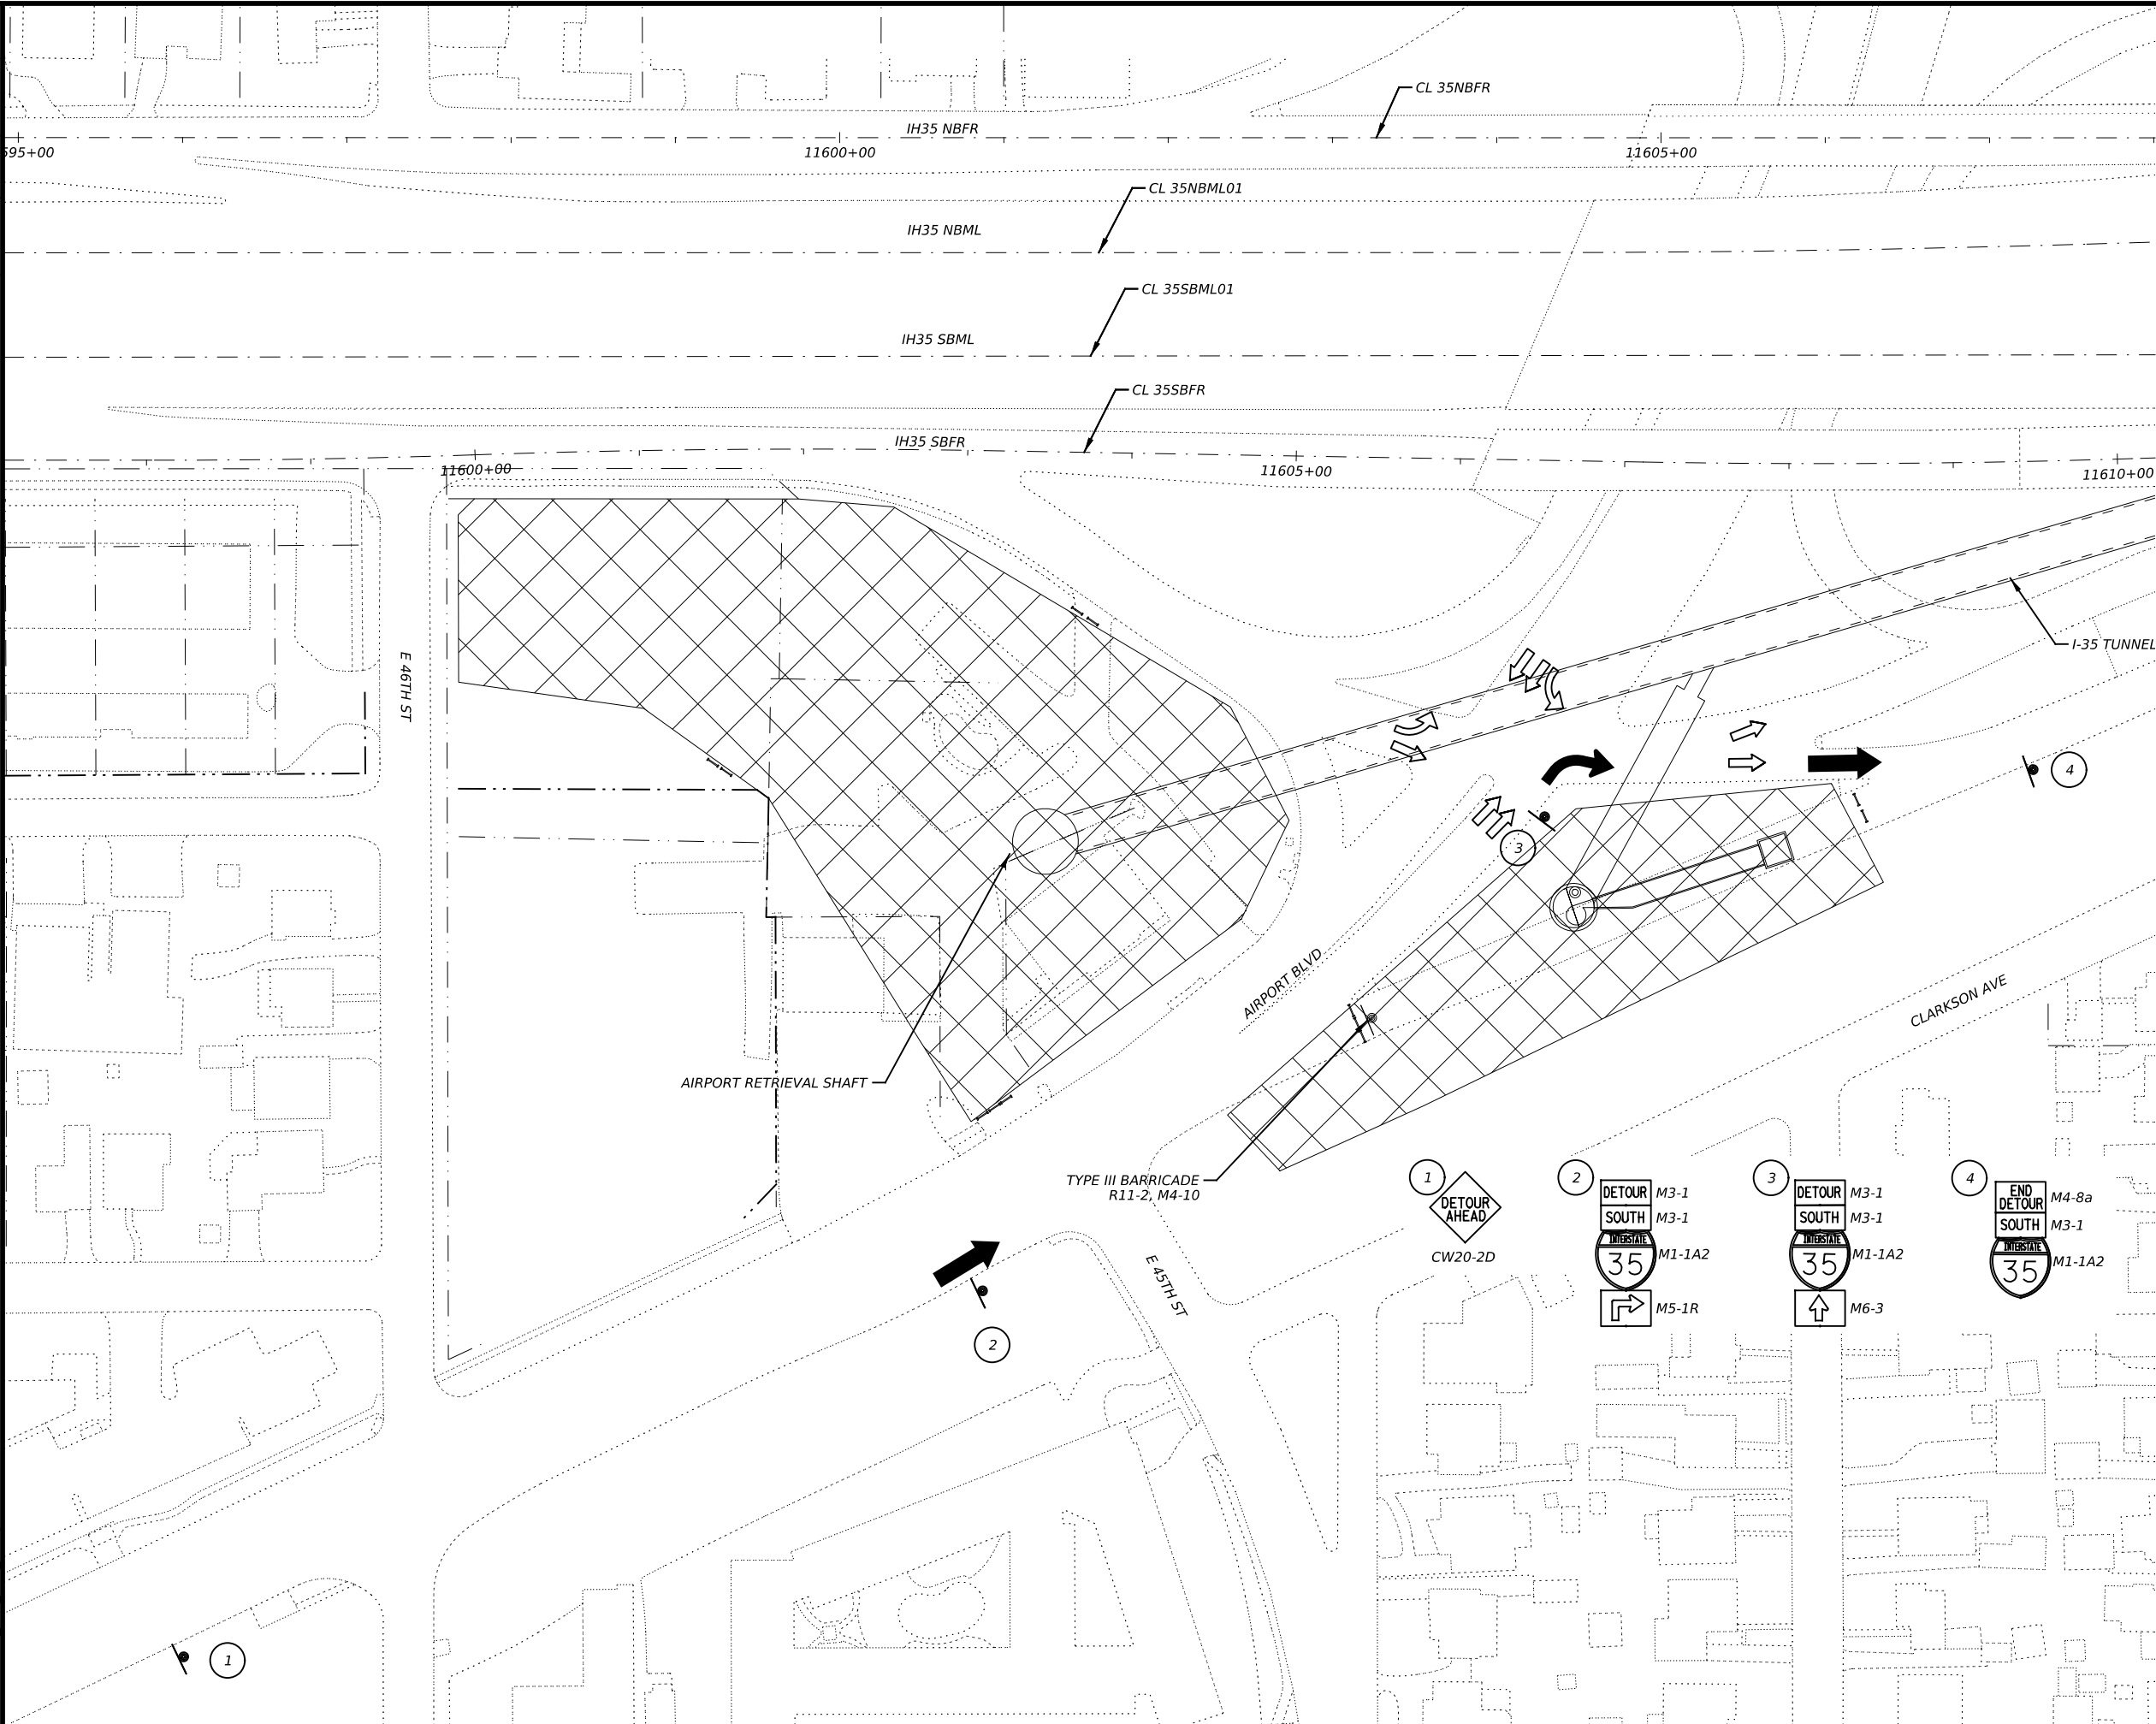 CL 35NBFR
IH35 NBFR
595+00
11600+00
11605+00
CL 35NBML01
IH35 NBML
CL 35SBML01
IH35 SBML
CL 35SBFR
IH35 SBFR
11600+00
11605+00
11610+00
I-35 TUNNEL
E 46TH ST
4
3
AIRPORT BLVD
CLARKSON AVE
AIRPORT RETRIEVAL SHAFT
TYPE III BARRICADE
R11-2, M4-10
E 45TH ST
2
1
1
DETOUR
AHEAD
CW20-2D
2
DETOUR M3-1
SOUTH M3-1
INTERSTATE
35 M1-1A2
M5-1R
3
DETOUR M3-1
SOUTH M3-1
INTERSTATE
35 M1-1A2
M6-3
4
END
DETOUR M4-8a
SOUTH M3-1
INTERSTATE
35 M1-1A2